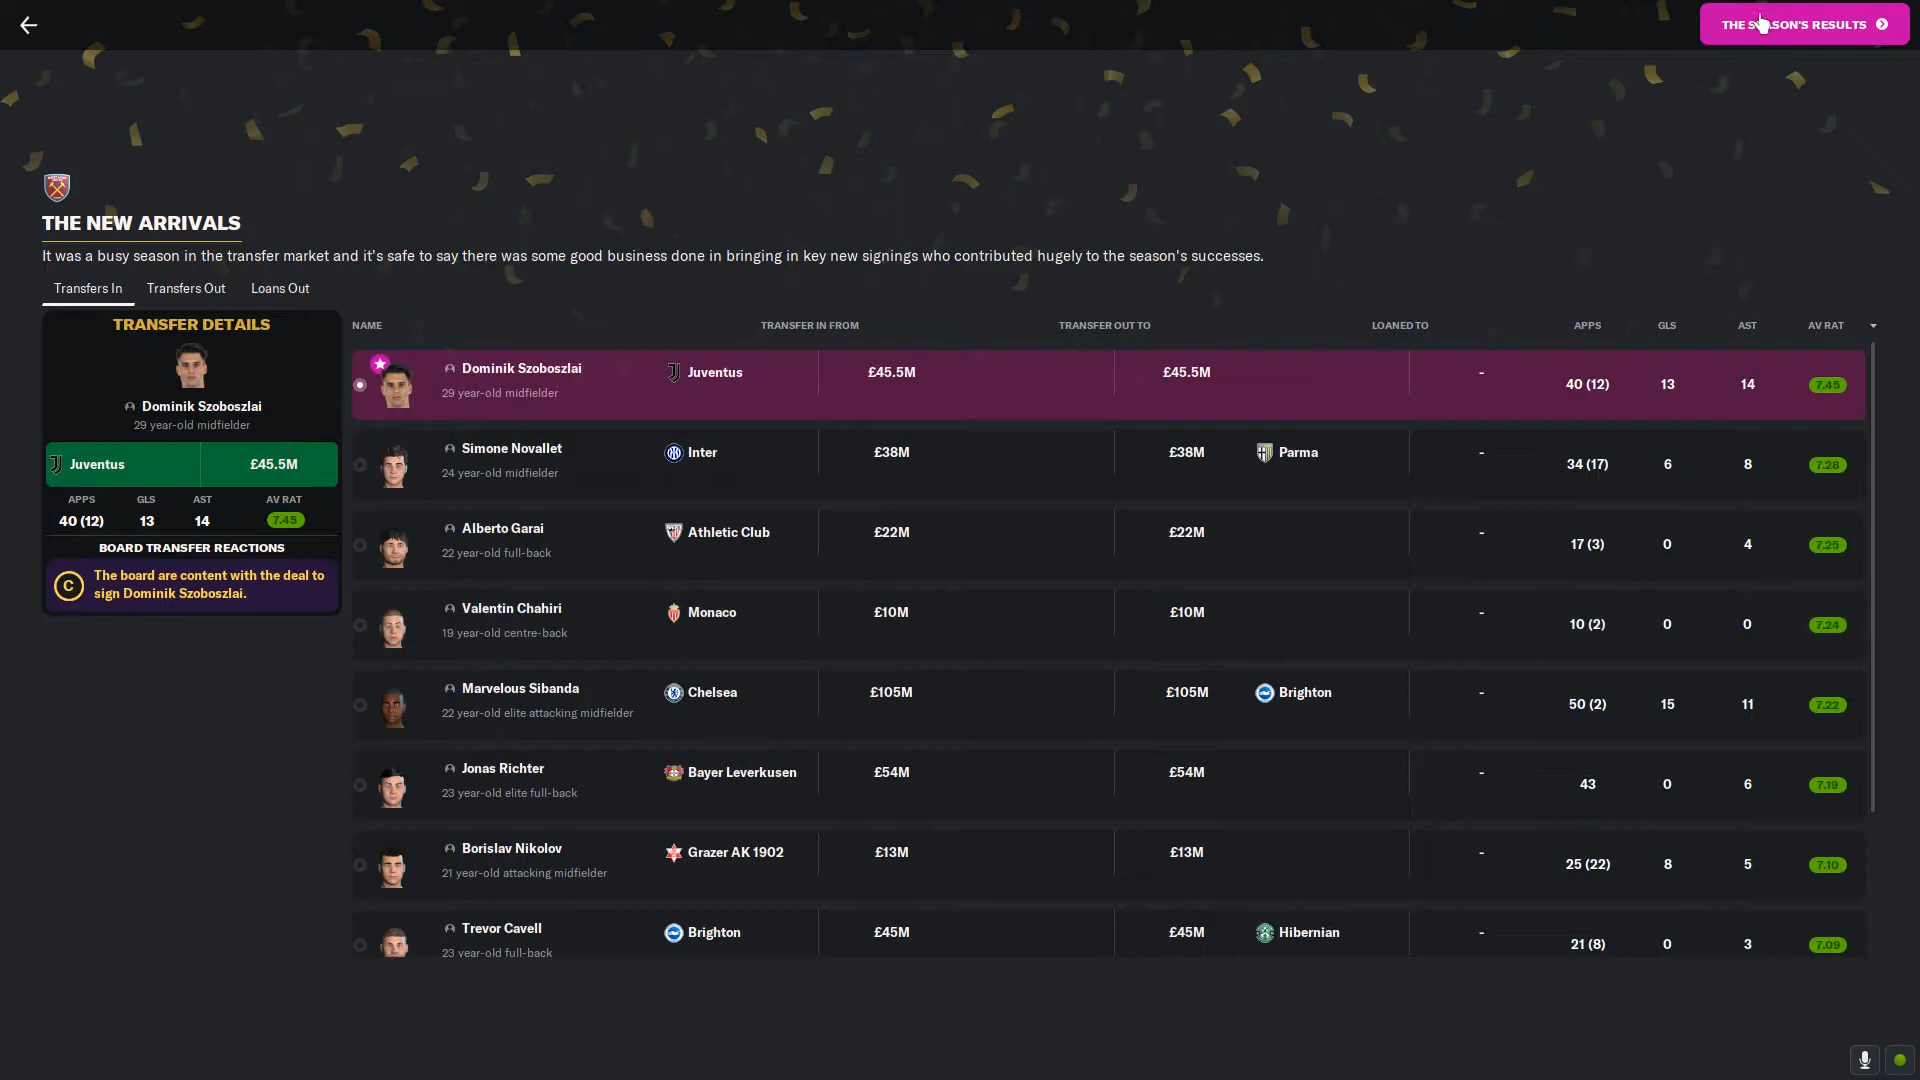 THE SEASON'S RESULTS
THE NEW ARRIVALS
It was a busy season in the transfer market and it's safe to say there was some good business done in bringing in key new signings who contributed hugely to the season's successes.
Transfers In Transfers Out Loans Out
TRANSFER DETAILS
Dominik Szoboszlai
29 year-old midfielder
Juventus £45.5M
APPS GLS AST AV RAT
40 (12) 13 14 7.45
BOARD TRANSFER REACTIONS
C
The board are content with the deal to
sign Dominik Szoboszlai.
NAME TRANSFER IN FROM TRANSFER OUT TO LOANED TO APPS GLS AST AV RAT
Dominik Szoboszlai Juventus £45.5M £45.5M - 40 (12) 13 14 7.45
29 year-old midfielder
Simone Novallet Inter £38M £38M Parma - 34 (17) 6 8 7.28
24 year-old midfielder
Alberto Garai Athletic Club £22M £22M - 17 (3) 0 4 7.25
22 year-old full-back
Valentin Chahiri Monaco £10M £10M - 10 (2) 0 0 7.24
19 year-old centre-back
Marvelous Sibanda Chelsea £105M £105M Brighton - 50 (2) 15 11 7.22
22 year-old elite attacking midfielder
Jonas Richter Bayer Leverkusen £54M £54M - 43 0 6 7.19
23 year-old elite full-back
Borislav Nikolov Grazer AK 1902 £13M £13M - 25 (22) 8 5 7.10
21 year-old attacking midfielder
Trevor Cavell Brighton £45M £45M Hibernian - 21 (8) 0 3 7.09
23 year-old full-back